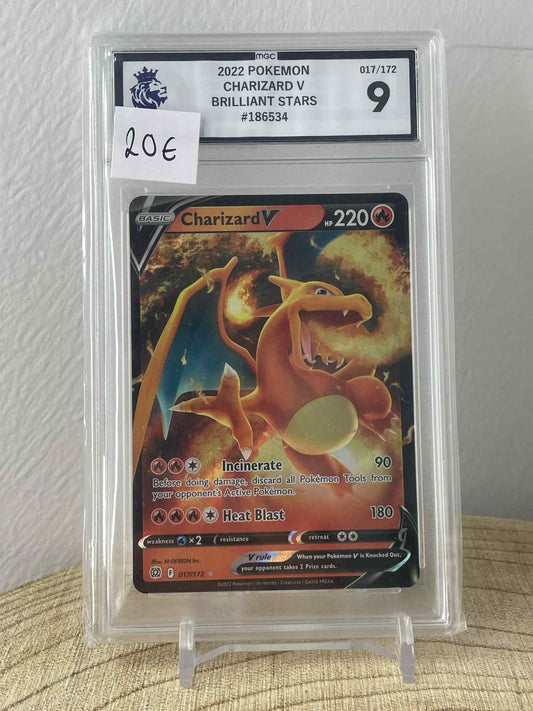 mgc
2022 POKEMON
CHARIZARD V
BRILLIANT STARS
#186534
017/172
9
20€
BASIC
Charizard V
HP 220
Incinerate 90
Before doing damage, discard all Pokémon Tools from
your opponent's Active Pokémon.
Heat Blast 180
weakness ×2 resistance retreat
V rule When your Pokémon V is Knocked Out,
your opponent takes 2 Prize cards.
Illus. N-DESIGN Inc.
F 017/172
©2022 Pokémon / Nintendo / Creatures / GAME FREAK